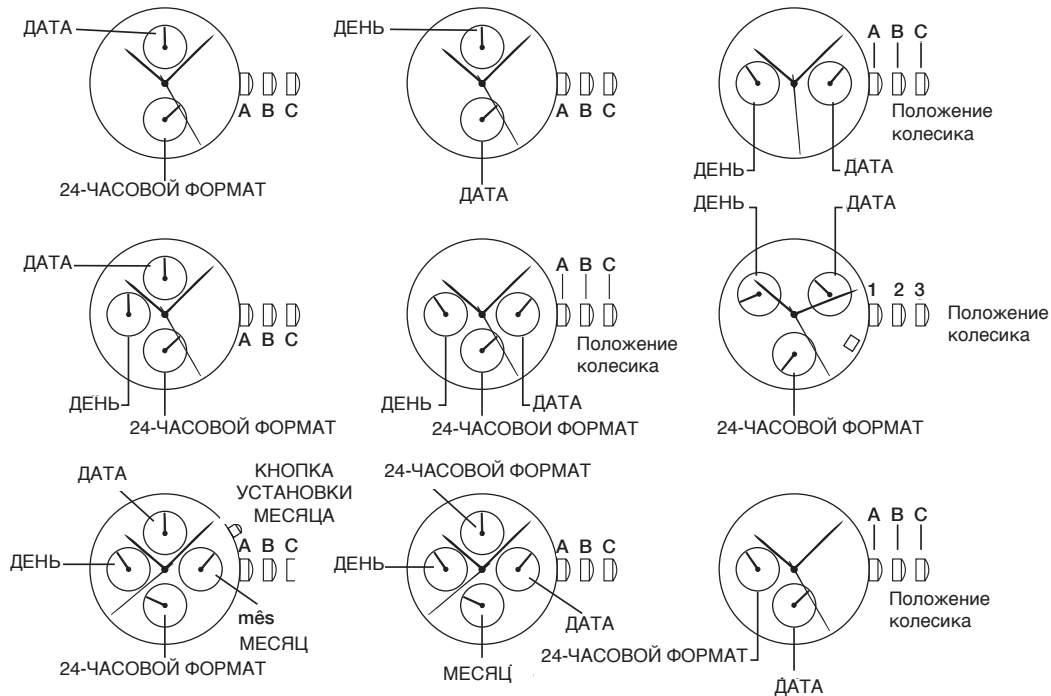 ДАТА
A B C
24-ЧАСОВОЙ ФОРМАТ
ДЕНЬ
A B C
ДАТА
A B C
Положение
колесика
ДЕНЬ
ДАТА
ДАТА
A B C
ДЕНЬ
24-ЧАСОВОЙ ФОРМАТ
A B C
Положение
колесика
ДЕНЬ
ДАТА
24-ЧАСОВОИ ФОРМАТ
ДЕНЬ
ДАТА
1 2 3
Положение
колесика
24-ЧАСОВОЙ ФОРМАТ
ДАТА
КНОПКА
УСТАНОВКИ
МЕСЯЦА
A B C
ДЕНЬ
mês
МЕСЯЦ
24-ЧАСОВОЙ ФОРМАТ
24-ЧАСОВОЙ ФОРМАТ
A B C
ДЕНЬ
ДАТА
МЕСЯЦ
A B C
Положение
колесика
24-ЧАСОВОЙ ФОРМАТ
ДАТА